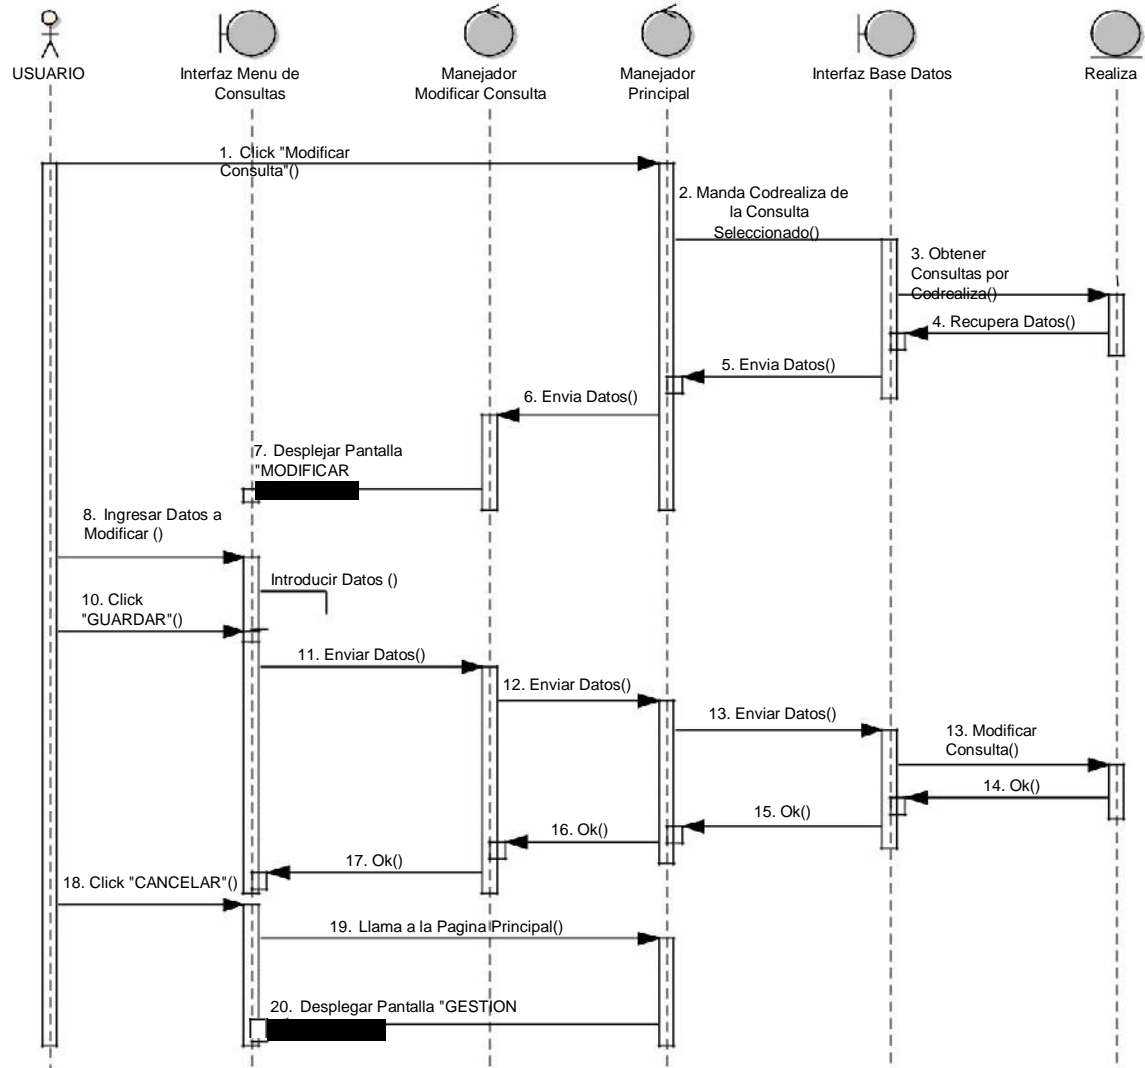 USUARIO
Interfaz Menu de
Consultas
Manejador
Modificar Consulta
Manejador
Principal
Interfaz Base Datos
Realiza
1. Click "Modificar
Consulta"()
2. Manda Codrealiza de
la Consulta
Seleccionado()
3. Obtener
Consultas por
Codrealiza()
4. Recupera Datos()
5. Envia Datos()
6. Envia Datos()
7. Desplejar Pantalla
"MODIFICAR
8. Ingresar Datos a
Modificar ()
Introducir Datos ()
10. Click
"GUARDAR"()
11. Enviar Datos()
12. Enviar Datos()
13. Enviar Datos()
13. Modificar
Consulta()
14. Ok()
15. Ok()
16. Ok()
17. Ok()
18. Click "CANCELAR"()
19. Llama a la Pagina Principal()
20. Desplegar Pantalla "GESTION